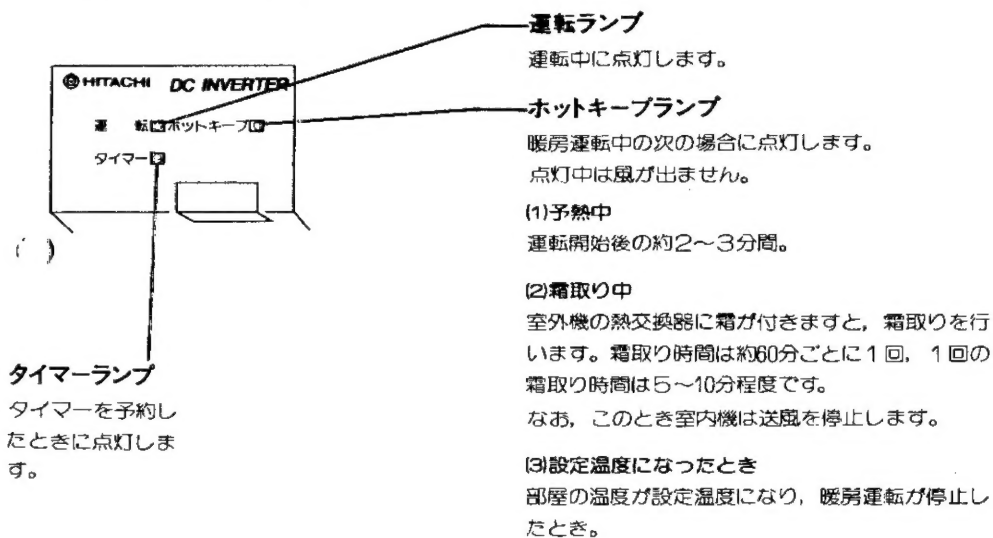 運転ランプ
運転中に点灯します。
HITACHI DC INVERTER
運 転 ホットキープ
タイマー
ホットキープランプ
暖房運転中の次の場合に点灯します。
点灯中は風が出ません。
(1)予熱中
運転開始後の約2～3分間。
(2)霜取り中
室外機の熱交換器に霜が付きますと，霜取りを行
います。霜取り時間は約60分ごとに1回，1回の
霜取り時間は5～10分程度です。
なお，このとき室内機は送風を停止します。
(3)設定温度になったとき
部屋の温度が設定温度になり，暖房運転が停止し
たとき。
タイマーランプ
タイマーを予約し
たときに点灯しま
す。